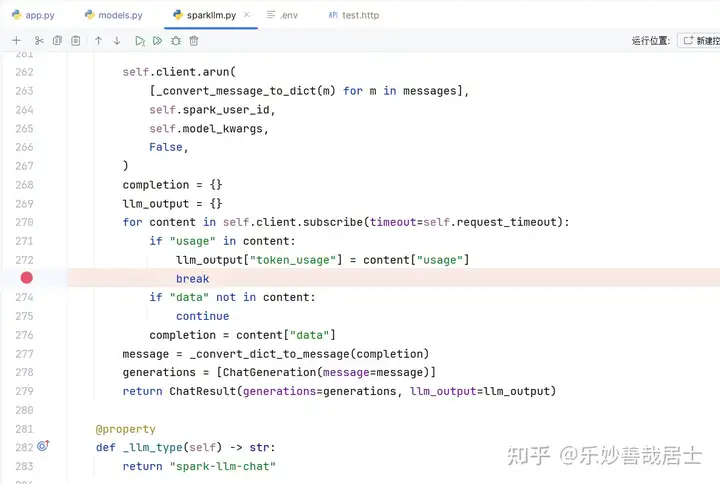 app.py models.py sparkllm.py .env API test.http
运行位置: 新建控
261
262 self.client.arun(
263 [_convert_message_to_dict(m) for m in messages],
264 self.spark_user_id,
265 self.model_kwargs,
266 False,
267 )
268 completion = {}
269 llm_output = {}
270 for content in self.client.subscribe(timeout=self.request_timeout):
271 if "usage" in content:
272 llm_output["token_usage"] = content["usage"]
break
274 if "data" not in content:
275 continue
276 completion = content["data"]
277 message = _convert_dict_to_message(completion)
278 generations = [ChatGeneration(message=message)]
279 return ChatResult(generations=generations, llm_output=llm_output)
280
281 @property
282 def _llm_type(self) -> str:
283 return "spark-llm-chat"
知乎 @乐妙善哉居士